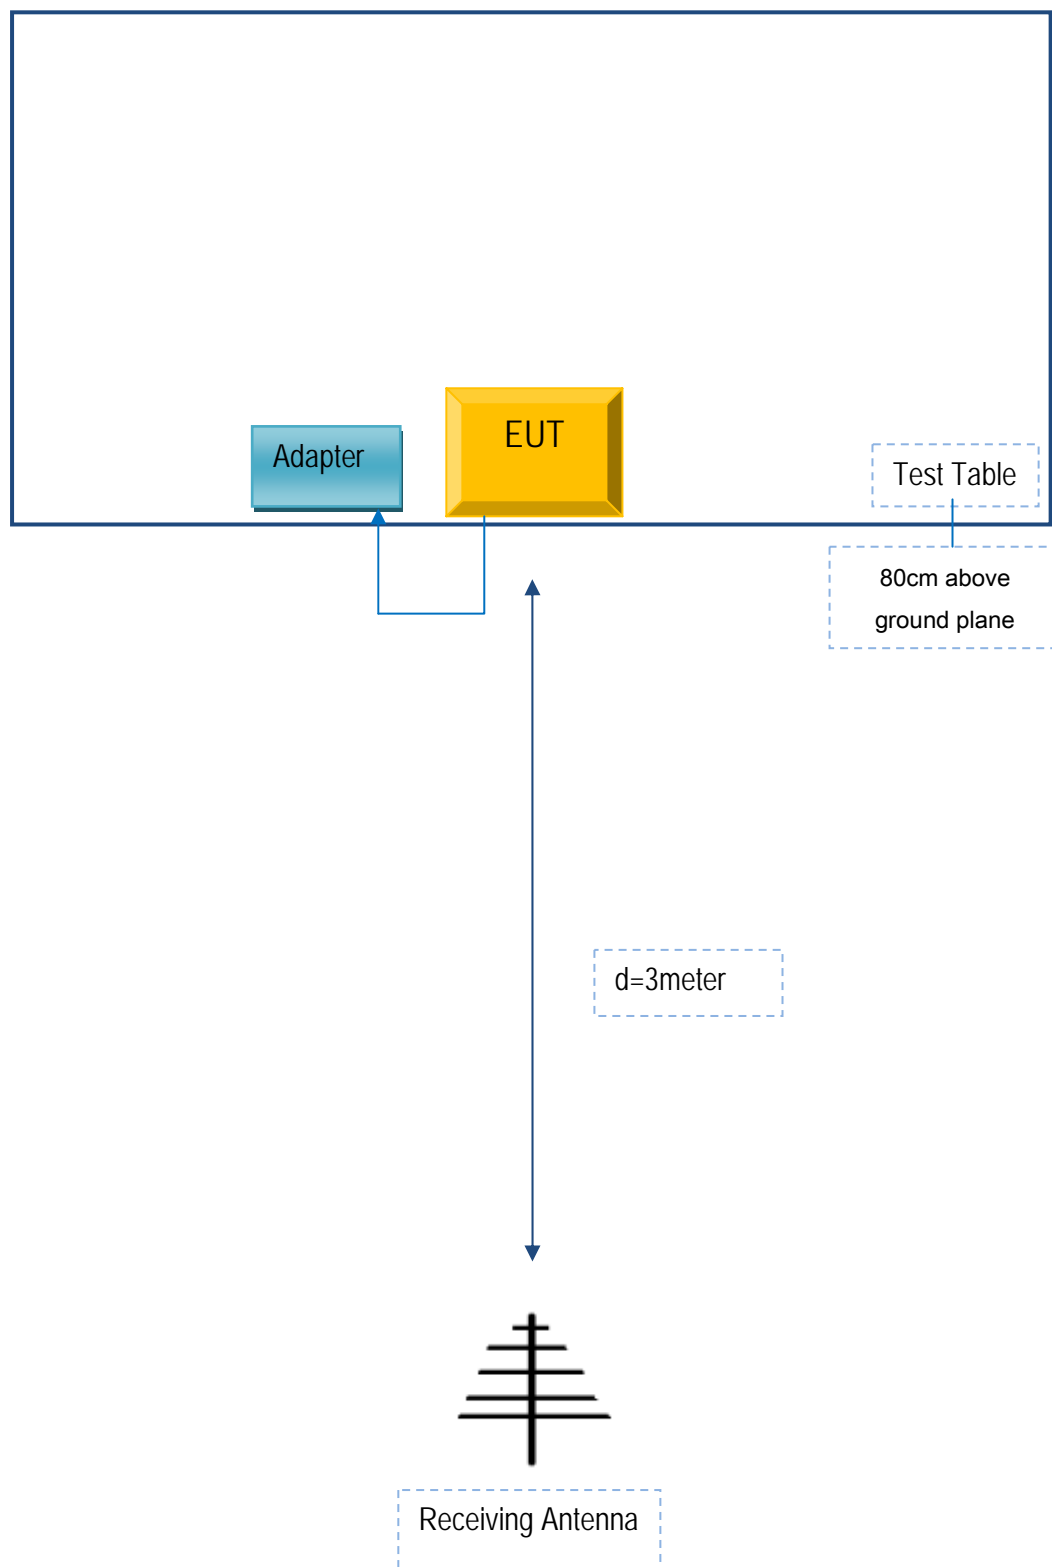 EUT
Adapter
Test Table
80cm above
ground plane
d=3meter
Receiving Antenna